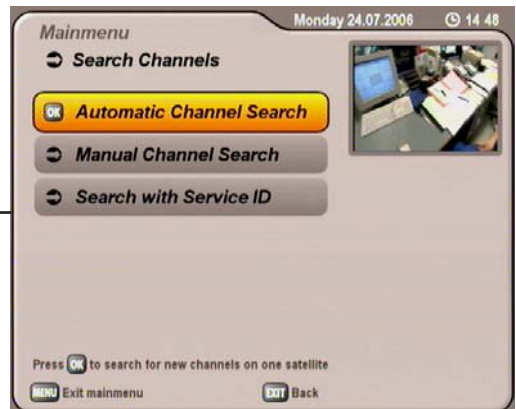 Monday 24.07.2006 14 48
Mainmenu
Search Channels
OK Automatic Channel Search
Manual Channel Search
Search with Service ID
Press OK to search for new channels on one satellite
MENU Exit mainmenu EXIT Back